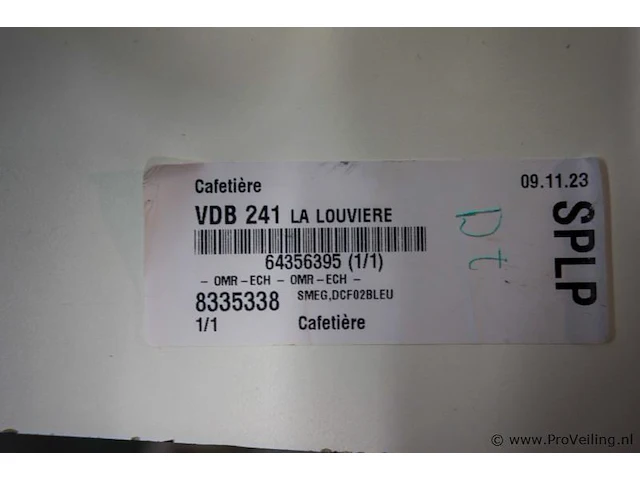 Cafetière 09.11.23
VDB 241 LA LOUVIERE
64356395 (1/1)
– OMR–ECH – OMR–ECH –
8335338 SMEG,DCF02BLEU
1/1 Cafetière
SPLP
Dt
© www.ProVeiling.nl